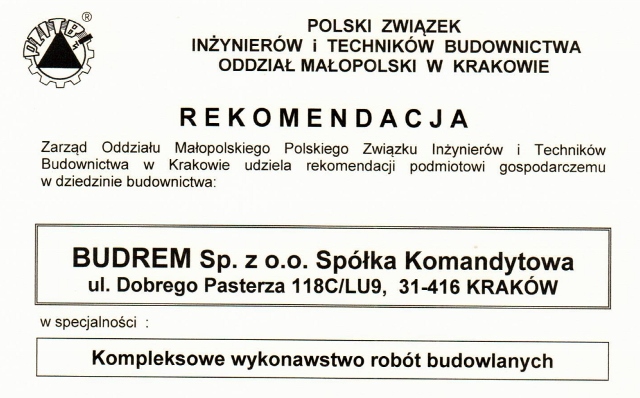 PZITB ®
POLSKI ZWIĄZEK
INŻYNIERÓW i TECHNIKÓW BUDOWNICTWA
ODDZIAŁ MAŁOPOLSKI W KRAKOWIE
REKOMENDACJA
Zarząd Oddziału Małopolskiego Polskiego Związku Inżynierów i Techników
Budownictwa w Krakowie udziela rekomendacji podmiotowi gospodarczemu
w dziedzinie budownictwa:
BUDREM Sp. z o.o. Spółka Komandytowa
ul. Dobrego Pasterza 118C/LU9, 31-416 KRAKÓW
w specjalności :
Kompleksowe wykonawstwo robót budowlanych